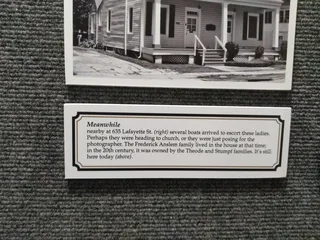 Meanwhile
nearby at 635 Lafayette St. (right) several boats arrived to escort these ladies.
Perhaps they were heading to church, or they were just posing for the
photographer. The Frederick Anslem family lived in the house at that time;
in the 20th century, it was owned by the Theode and Stumpf families. It's still
here today (above).